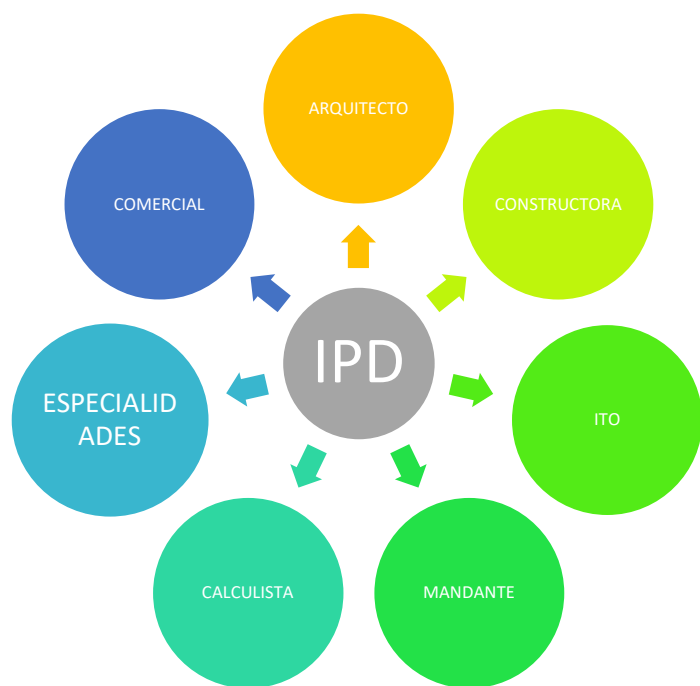 ARQUITECTO
CONSTRUCTORA
ITO
MANDANTE
CALCULISTA
ESPECIALID
ADES
COMERCIAL
IPD